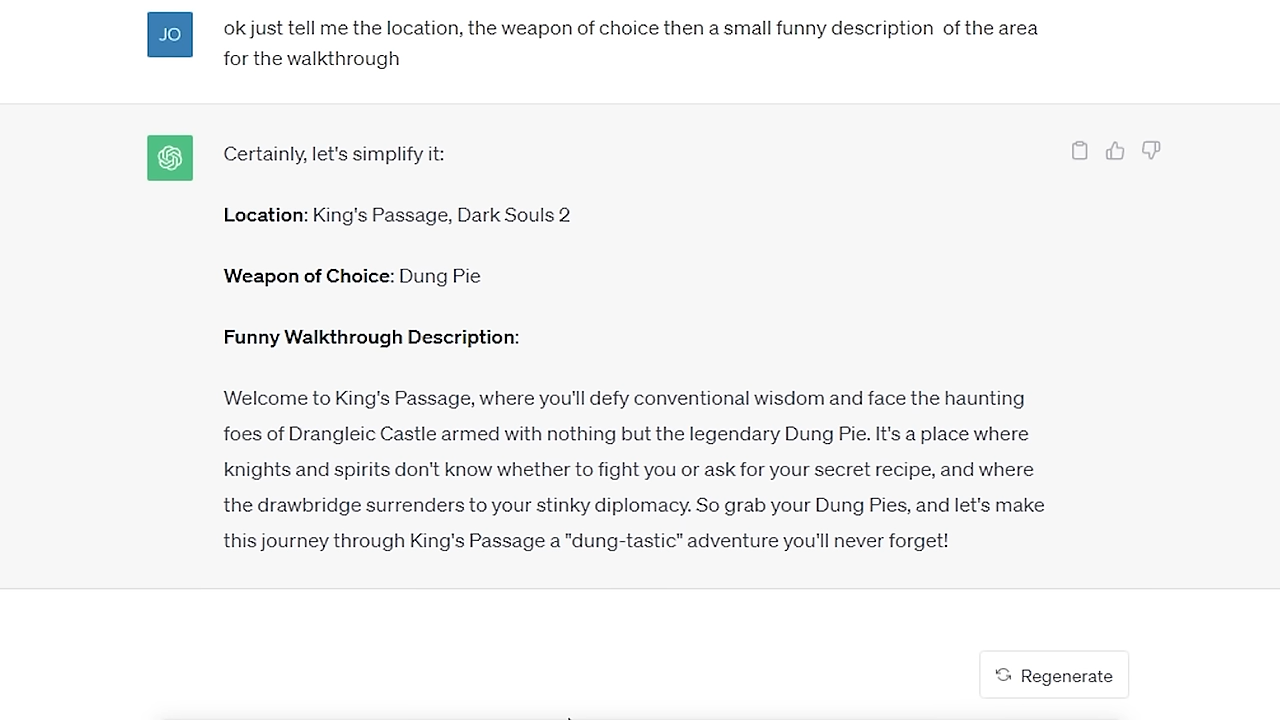 JO
ok just tell me the location, the weapon of choice then a small funny description  of the area
for the walkthrough
Certainly, let's simplify it:
Location: King's Passage, Dark Souls 2
Weapon of Choice: Dung Pie
Funny Walkthrough Description:
Welcome to King's Passage, where you'll defy conventional wisdom and face the haunting
foes of Drangleic Castle armed with nothing but the legendary Dung Pie. It's a place where
knights and spirits don't know whether to fight you or ask for your secret recipe, and where
the drawbridge surrenders to your stinky diplomacy. So grab your Dung Pies, and let's make
this journey through King's Passage a "dung-tastic" adventure you'll never forget!
Regenerate